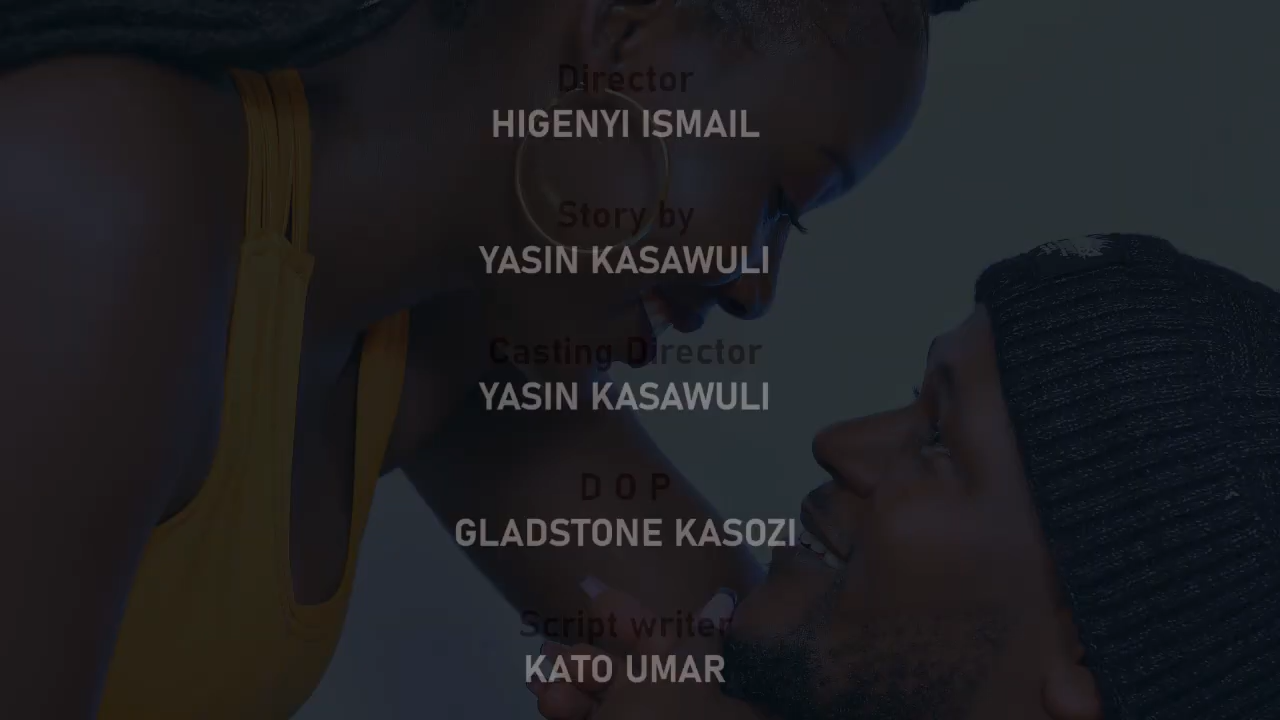 Director
HIGENYI ISMAIL
Story by
YASIN KASAWULI
Casting Director
YASIN KASAWULI
D O P
GLADSTONE KASOZI
Script writer
KATO UMAR